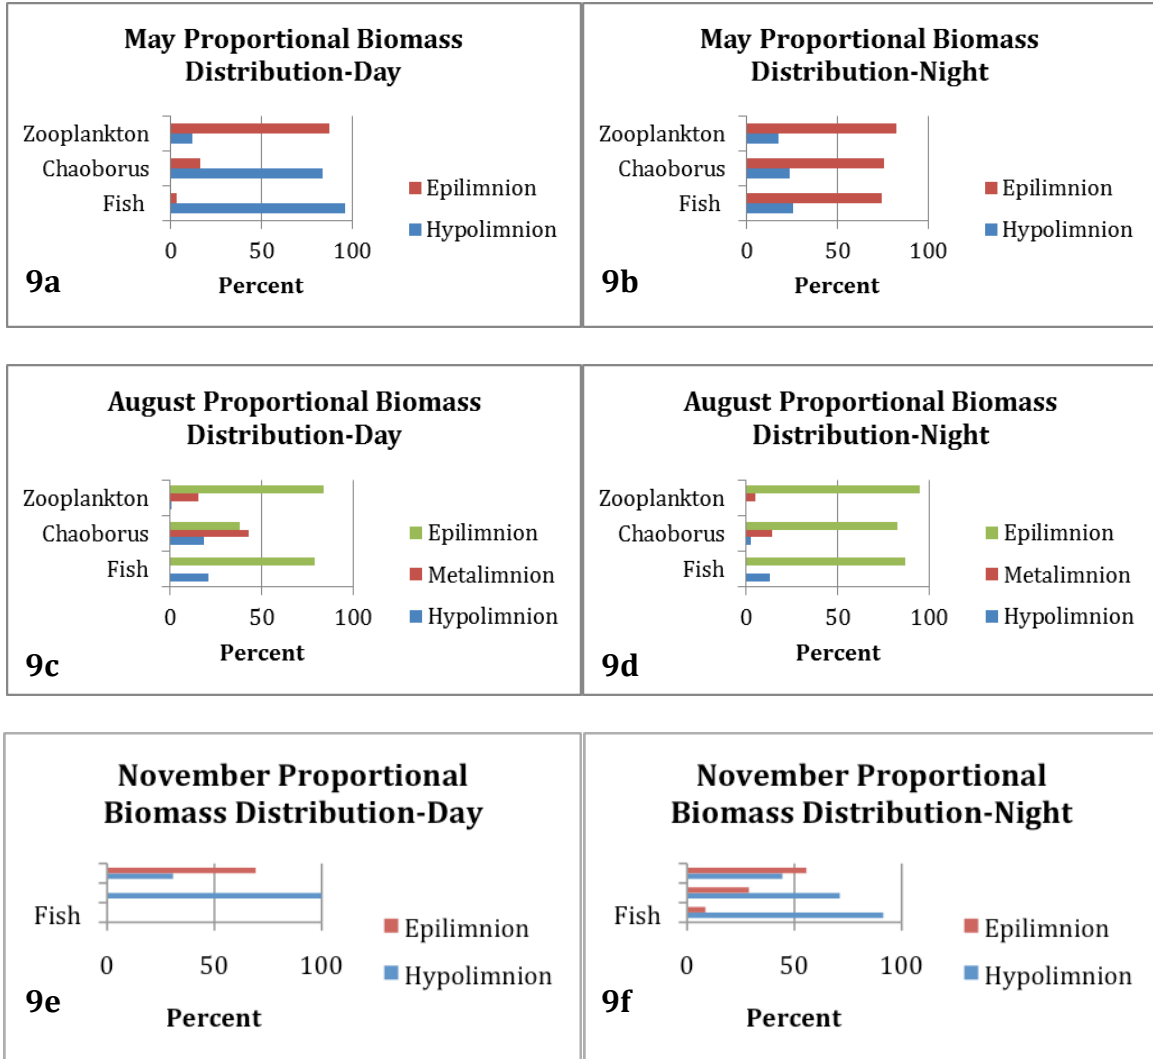 May Proportional Biomass
Distribution-Day
Zooplankton
Chaoborus
Fish
Epilimnion
Hypolimnion
0 50 100
Percent
9a
May Proportional Biomass
Distribution-Night
Zooplankton
Chaoborus
Fish
Epilimnion
Hypolimnion
0 50 100
Percent
9b
August Proportional Biomass
Distribution-Day
Zooplankton
Chaoborus
Fish
Epilimnion
Metalimnion
Hypolimnion
0 50 100
Percent
9c
August Proportional Biomass
Distribution-Night
Zooplankton
Chaoborus
Fish
Epilimnion
Metalimnion
Hypolimnion
0 50 100
Percent
9d
November Proportional
Biomass Distribution-Day
Fish
Epilimnion
Hypolimnion
0 50 100
Percent
9e
November Proportional
Biomass Distribution-Night
Fish
Epilimnion
Hypolimnion
0 50 100
Percent
9f